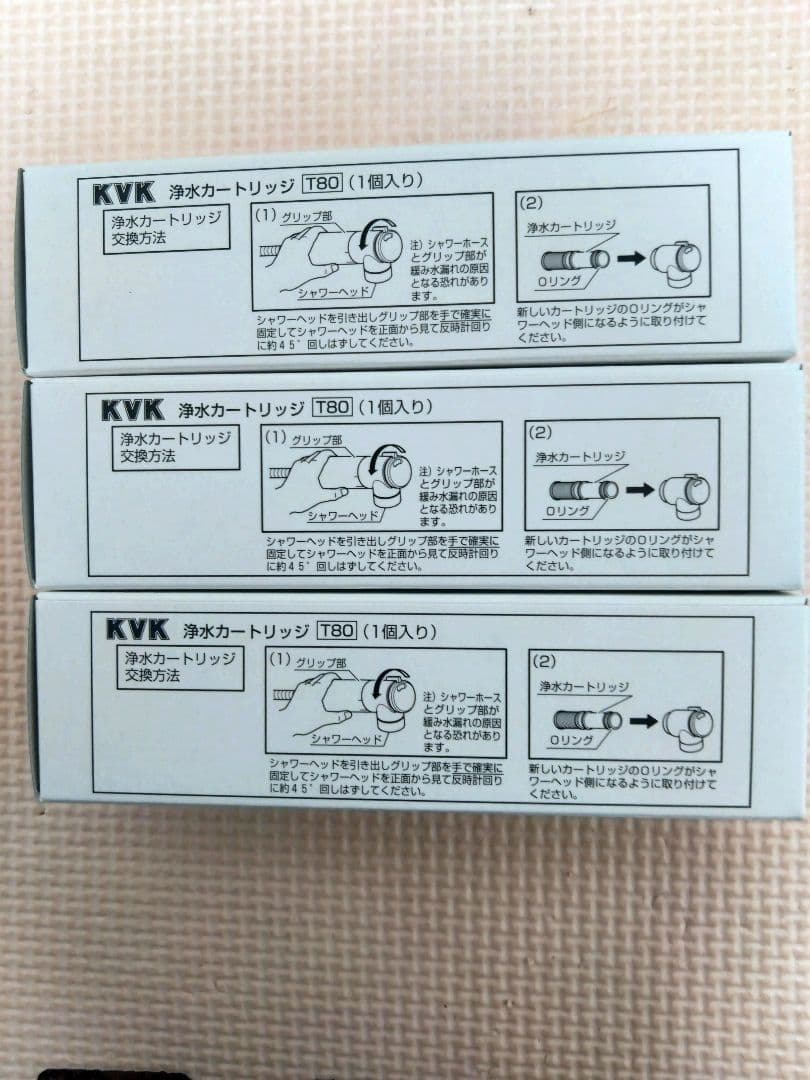 KVK 浄水カートリッジ T80 (1個入り)
浄水カートリッジ
交換方法
(1) グリップ部
注) シャワーホース
とグリップ部が
緩み水漏れの原因
となる恐れがあり
ます。
シャワーヘッド
シャワーヘッドを引き出しグリップ部を手で確実に
固定してシャワーヘッドを正面から見て反時計回り
に約45°回しはずしてください。
(2)
浄水カートリッジ
Oリング
新しいカートリッジのOリングがシャ
ワーヘッド側になるように取り付けて
ください。
KVK 浄水カートリッジ T80 (1個入り)
浄水カートリッジ
交換方法
(1) グリップ部
注) シャワーホース
とグリップ部が
緩み水漏れの原因
となる恐れがあり
ます。
シャワーヘッド
シャワーヘッドを引き出しグリップ部を手で確実に
固定してシャワーヘッドを正面から見て反時計回り
に約45°回しはずしてください。
(2)
浄水カートリッジ
Oリング
新しいカートリッジのOリングがシャ
ワーヘッド側になるように取り付けて
ください。
KVK 浄水カートリッジ T80 (1個入り)
浄水カートリッジ
交換方法
(1) グリップ部
注) シャワーホース
とグリップ部が
緩み水漏れの原因
となる恐れがあり
ます。
シャワーヘッド
シャワーヘッドを引き出しグリップ部を手で確実に
固定してシャワーヘッドを正面から見て反時計回り
に約45°回しはずしてください。
(2)
浄水カートリッジ
Oリング
新しいカートリッジのOリングがシャ
ワーヘッド側になるように取り付けて
ください。